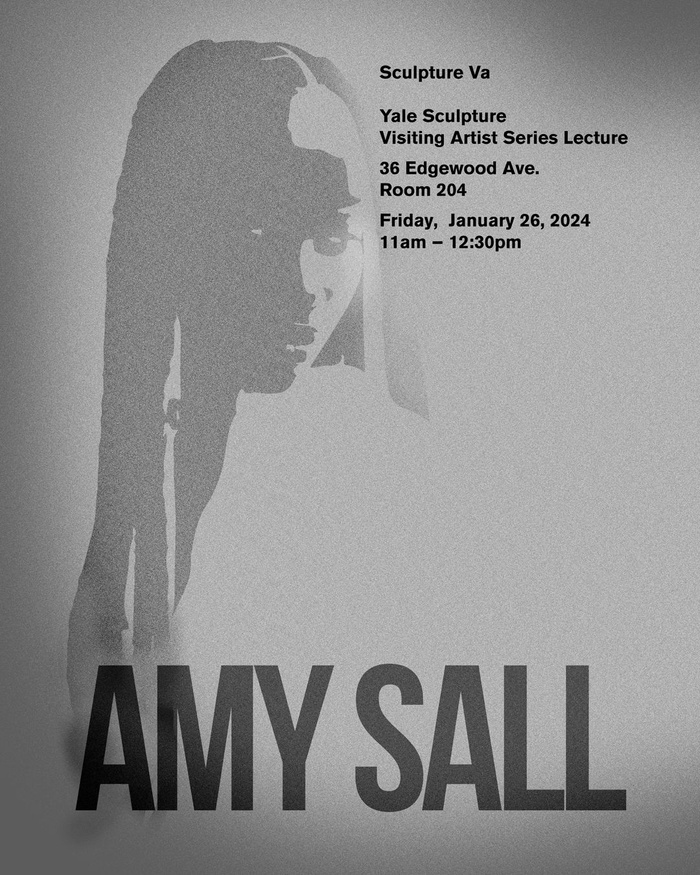 Sculpture Va
Yale Sculpture
Visiting Artist Series Lecture
36 Edgewood Ave.
Room 204
Friday,  January 26, 2024
11am – 12:30pm
AMY SALL